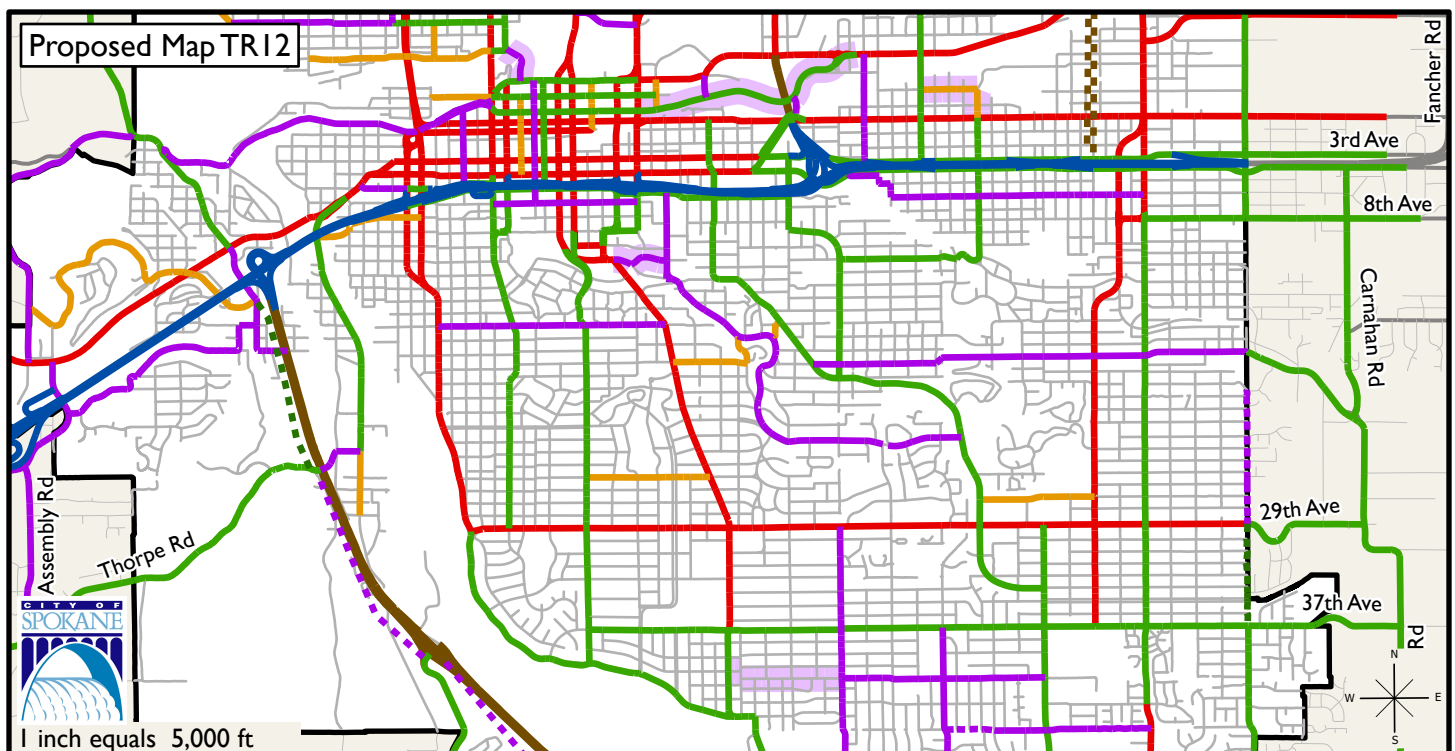 Proposed Map TR12
Fancher Rd
3rd Ave
8th Ave
Carnahan Rd
29th Ave
Assembly Rd
Thorpe Rd
37th Ave
Rd
CITY OF
SPOKANE
N
W E
S
1 inch equals 5,000 ft